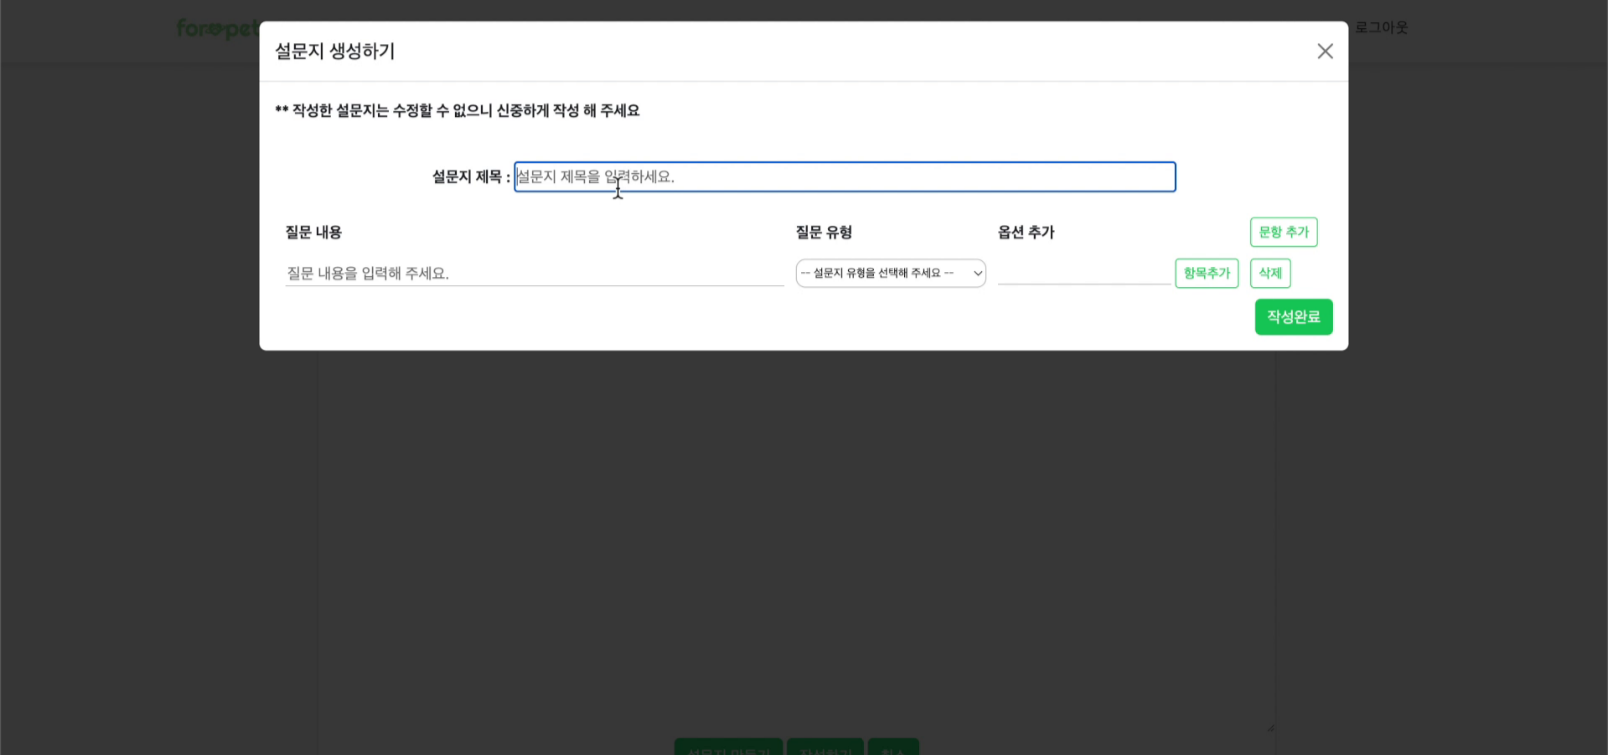 로그아웃
설문지 생성하기
** 작성한 설문지는 수정할 수 없으니 신중하게 작성 해 주세요
설문지 제목 : 설문지 제목을 입력하세요.
질문 내용 질문 유형 옵션 추가 문항 추가
질문 내용을 입력해 주세요. -- 설문지 유형을 선택해 주세요 -- 항목추가 삭제
작성완료